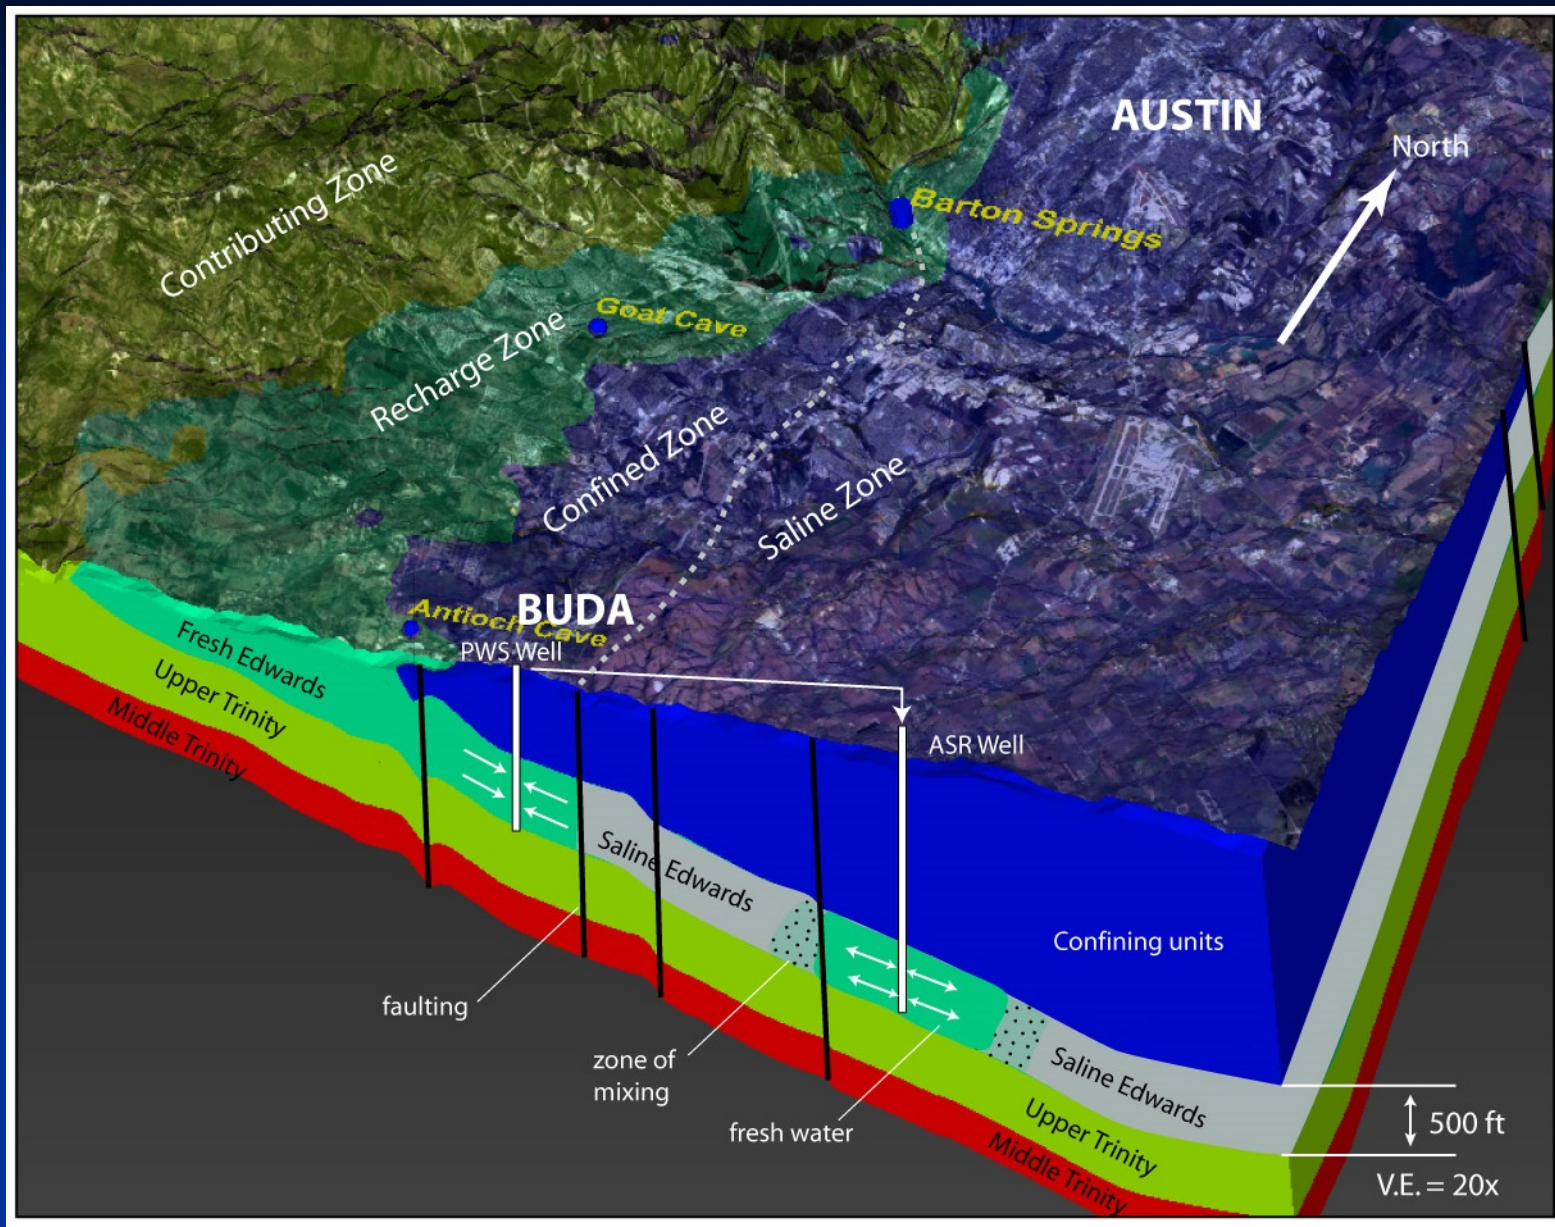 AUSTIN
North
Contributing Zone
Barton Springs
Goat Cave
Recharge Zone
Confined Zone
Saline Zone
BUDA
Antioch Cave
PWS Well
Fresh Edwards
Upper Trinity
Middle Trinity
ASR Well
Saline Edwards
Confining units
faulting
zone of
mixing
fresh water
Saline Edwards
Upper Trinity
Middle Trinity
500 ft
V.E. = 20x